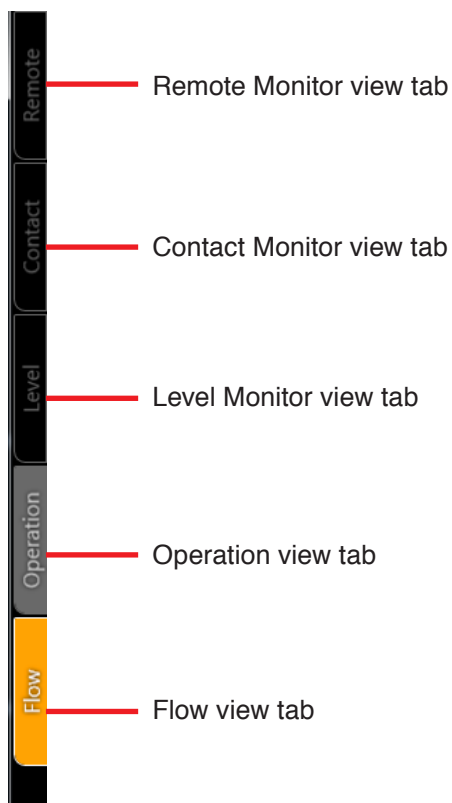 Remote
Remote Monitor view tab
Contact
Contact Monitor view tab
Level
Level Monitor view tab
Operation
Operation view tab
Flow
Flow view tab